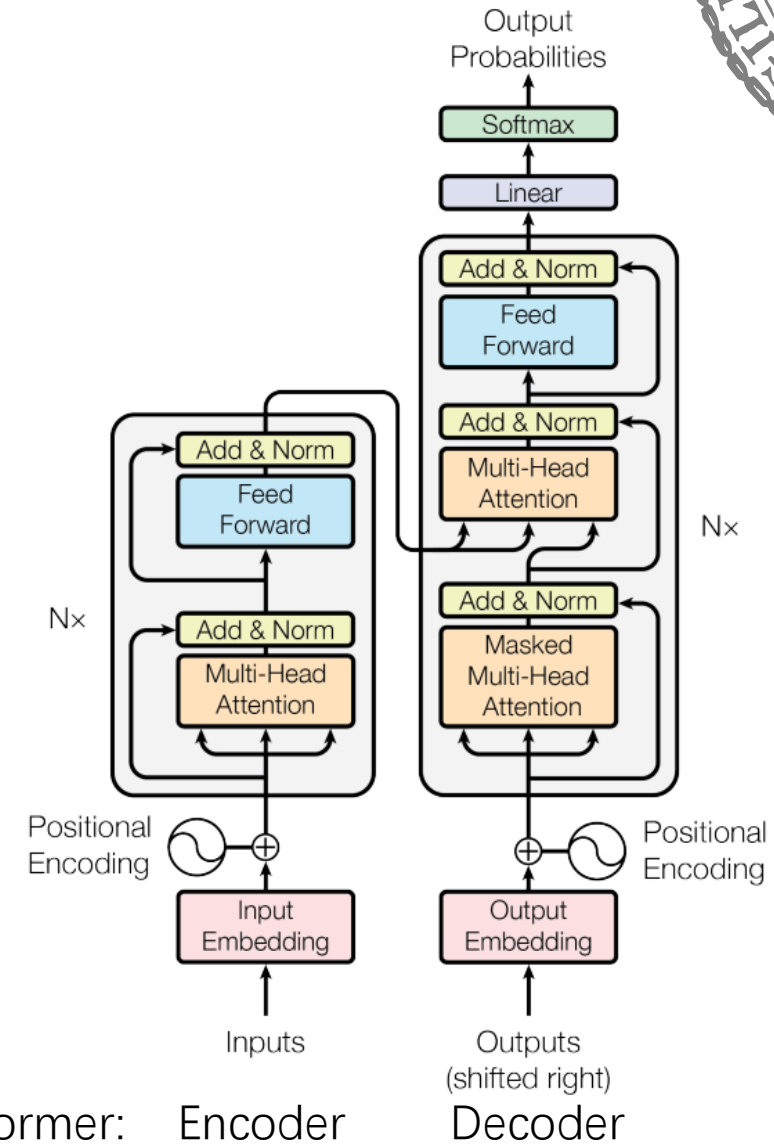 Output
Probabilities
Softmax
Linear
Add & Norm
Feed
Forward
Add & Norm
Multi-Head
Attention
N×
Add & Norm
Masked
Multi-Head
Attention
Add & Norm
Feed
Forward
N×
Add & Norm
Multi-Head
Attention
Positional
Encoding
Positional
Encoding
Input
Embedding
Output
Embedding
Inputs
Outputs
(shifted right)
ormer: Encoder Decoder